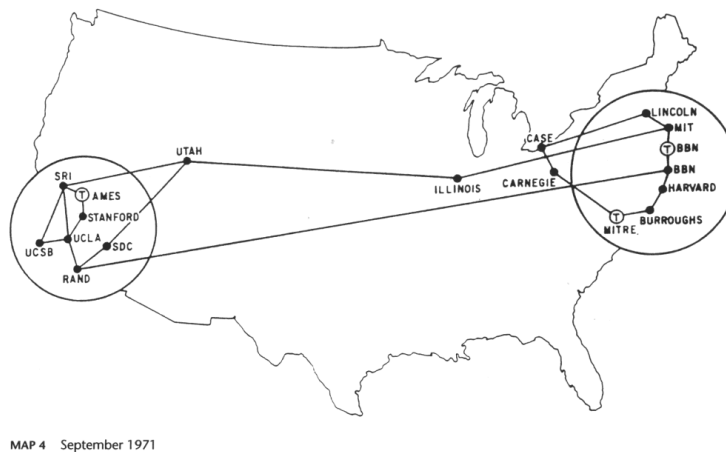 LINCOLN
MIT
T BBN
BBN
HARVARD
BURROUGHS
T
MITRE
CASE
CARNEGIE
ILLINOIS
UTAH
SRI
T AMES
STANFORD
UCLA
UCSB
SDC
RAND
MAP 4 September 1971